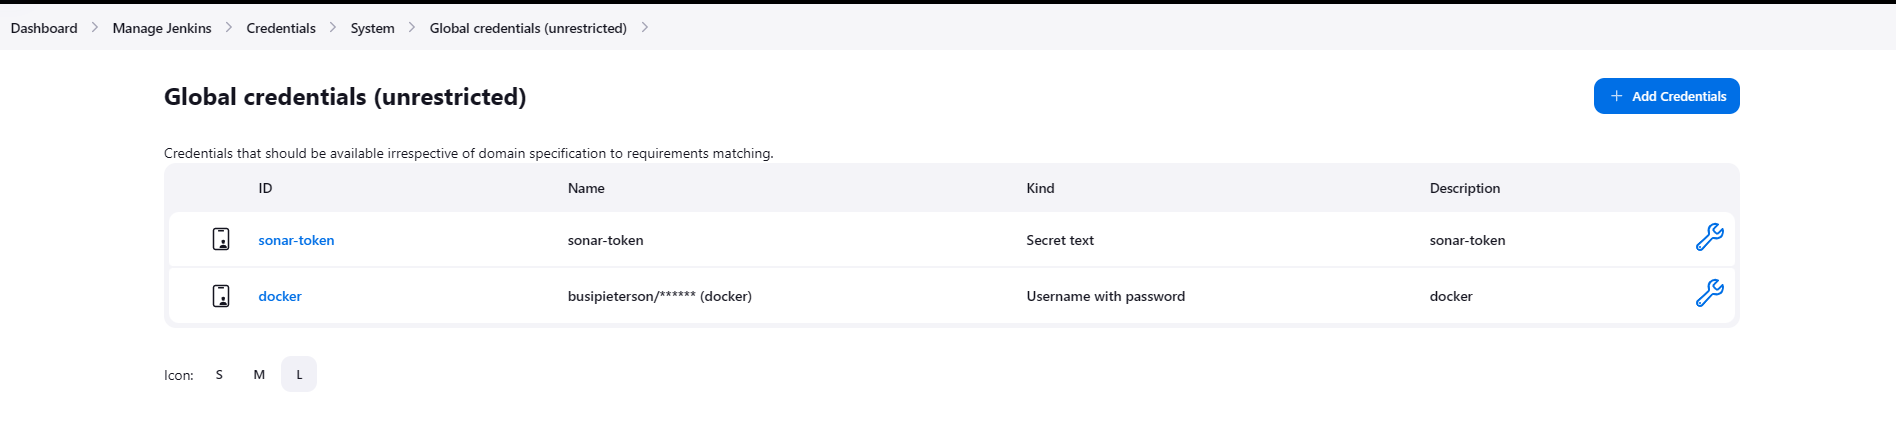 Dashboard > Manage Jenkins > Credentials > System > Global credentials (unrestricted) >
Global credentials (unrestricted)
+ Add Credentials
Credentials that should be available irrespective of domain specification to requirements matching.
ID Name Kind Description
sonar-token sonar-token Secret text sonar-token
docker busipieterson/****** (docker) Username with password docker
Icon: S M L